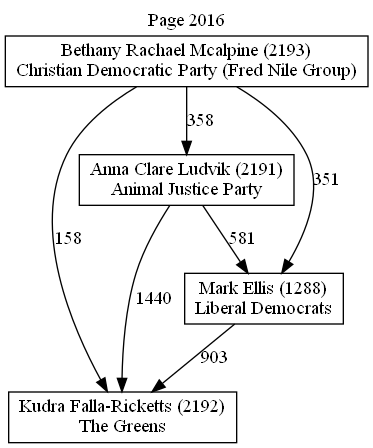 Page 2016
Bethany Rachael Mcalpine (2193)
Christian Democratic Party (Fred Nile Group)
358
Anna Clare Ludvik (2191)
Animal Justice Party
351
158
581
Mark Ellis (1288)
Liberal Democrats
1440
903
Kudra Falla-Ricketts (2192)
The Greens